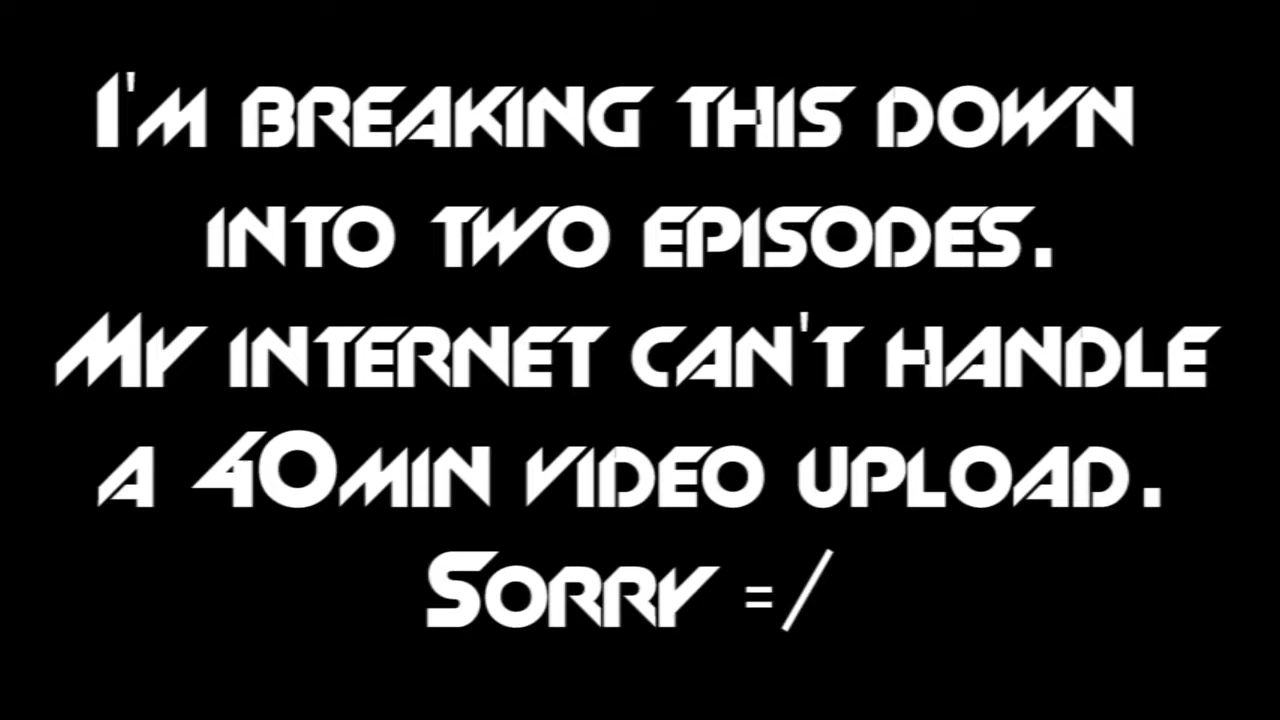 I'm breaking this down
into two episodes.
My internet can't handle
a 40min video upload.
Sorry =/